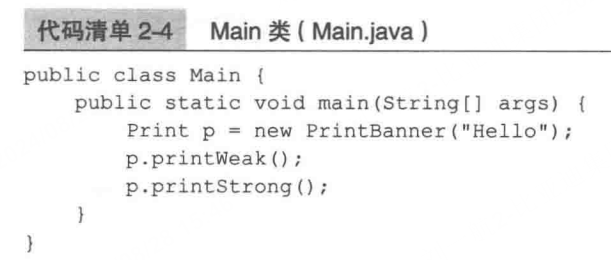 代码清单 2-4 Main 类 ( Main.java )
public class Main {
    public static void main(String[] args) {
        Print p = new PrintBanner("Hello");
        p.printWeak();
        p.printStrong();
    }
}